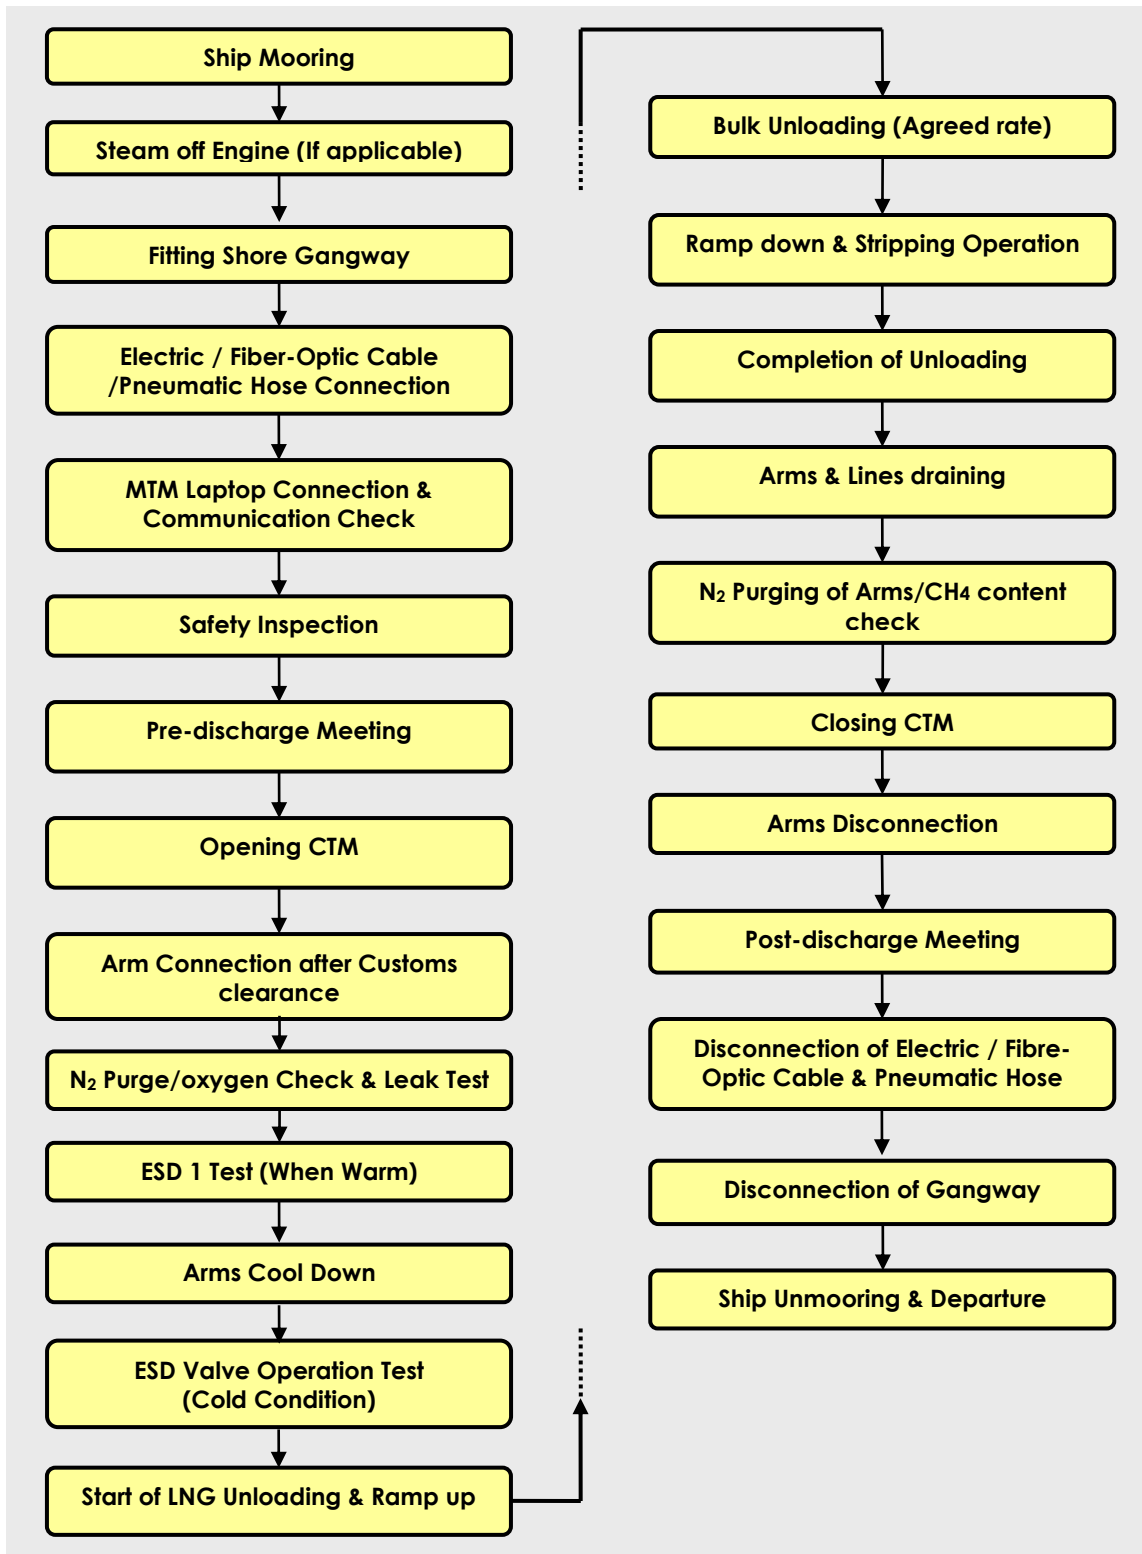 Ship Mooring
Steam off Engine (If applicable)
Fitting Shore Gangway
Electric / Fiber-Optic Cable
/Pneumatic Hose Connection
MTM Laptop Connection &
Communication Check
Safety Inspection
Pre-discharge Meeting
Opening CTM
Arm Connection after Customs
clearance
N₂ Purge/oxygen Check & Leak Test
ESD 1 Test (When Warm)
Arms Cool Down
ESD Valve Operation Test
(Cold Condition)
Start of LNG Unloading & Ramp up
Bulk Unloading (Agreed rate)
Ramp down & Stripping Operation
Completion of Unloading
Arms & Lines draining
N₂ Purging of Arms/CH4 content
check
Closing CTM
Arms Disconnection
Post-discharge Meeting
Disconnection of Electric / Fibre-
Optic Cable & Pneumatic Hose
Disconnection of Gangway
Ship Unmooring & Departure